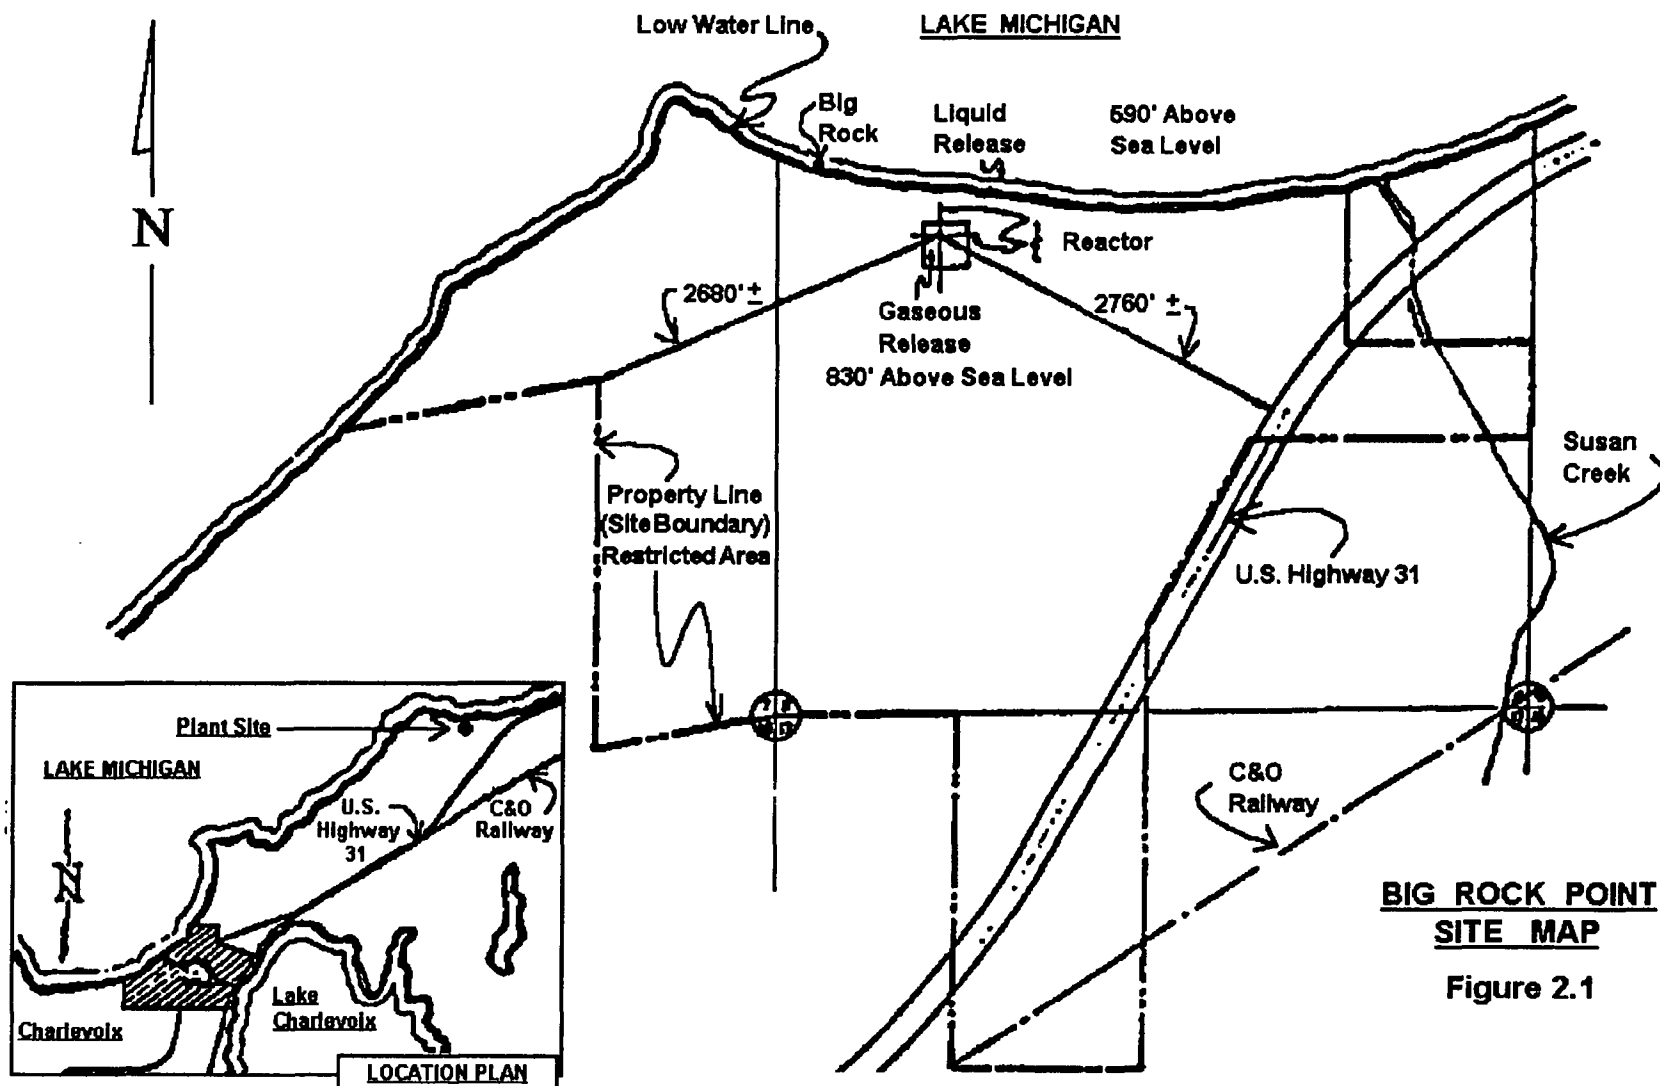 Low Water Line
LAKE MICHIGAN
Big
Rock
Liquid
Release
590' Above
Sea Level
N
Reactor
2680' ±
2760' ±
Gaseous
Release
830' Above Sea Level
Susan
Creek
Property Line
(Site Boundary)
Restricted Area
U.S. Highway 31
C&O
Railway
Plant Site
LAKE MICHIGAN
U.S.
Highway
31
C&O
Railway
N
Lake
Charlevoix
Charlevoix
LOCATION PLAN
BIG ROCK POINT
SITE MAP
Figure 2.1